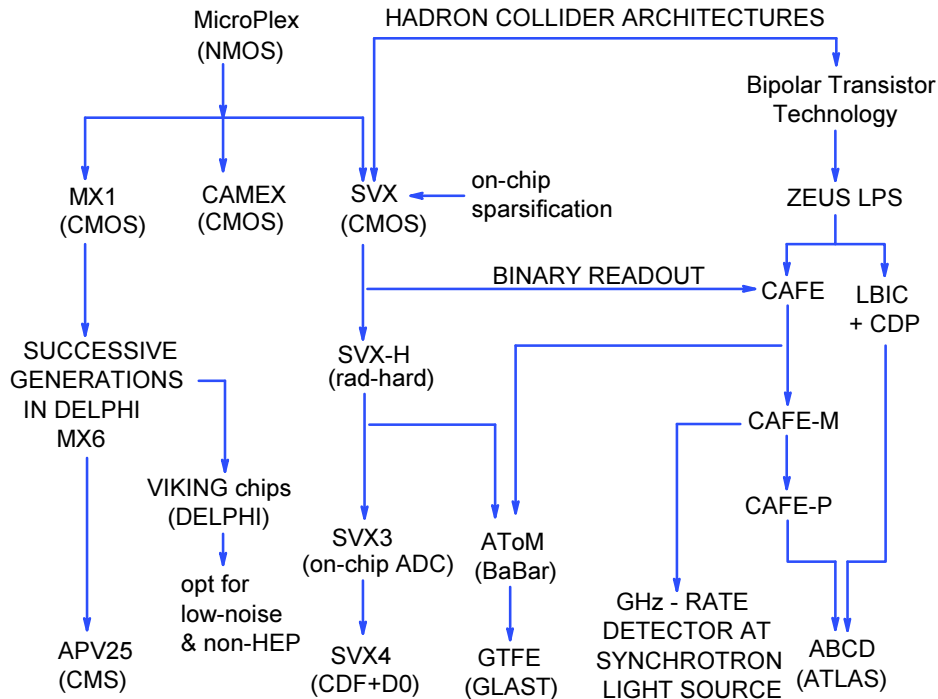 MicroPlex
(NMOS)
HADRON COLLIDER ARCHITECTURES
Bipolar Transistor
Technology
MX1
(CMOS)
CAMEX
(CMOS)
SVX
(CMOS)
on-chip
sparsification
ZEUS LPS
BINARY READOUT
CAFE
LBIC
+ CDP
SUCCESSIVE
GENERATIONS
IN DELPHI
MX6
SVX-H
(rad-hard)
CAFE-M
VIKING chips
(DELPHI)
CAFE-P
SVX3
(on-chip ADC)
AToM
(BaBar)
opt for
low-noise
& non-HEP
GHz - RATE
DETECTOR AT
SYNCHROTRON
LIGHT SOURCE
APV25
(CMS)
SVX4
(CDF+D0)
GTFE
(GLAST)
ABCD
(ATLAS)